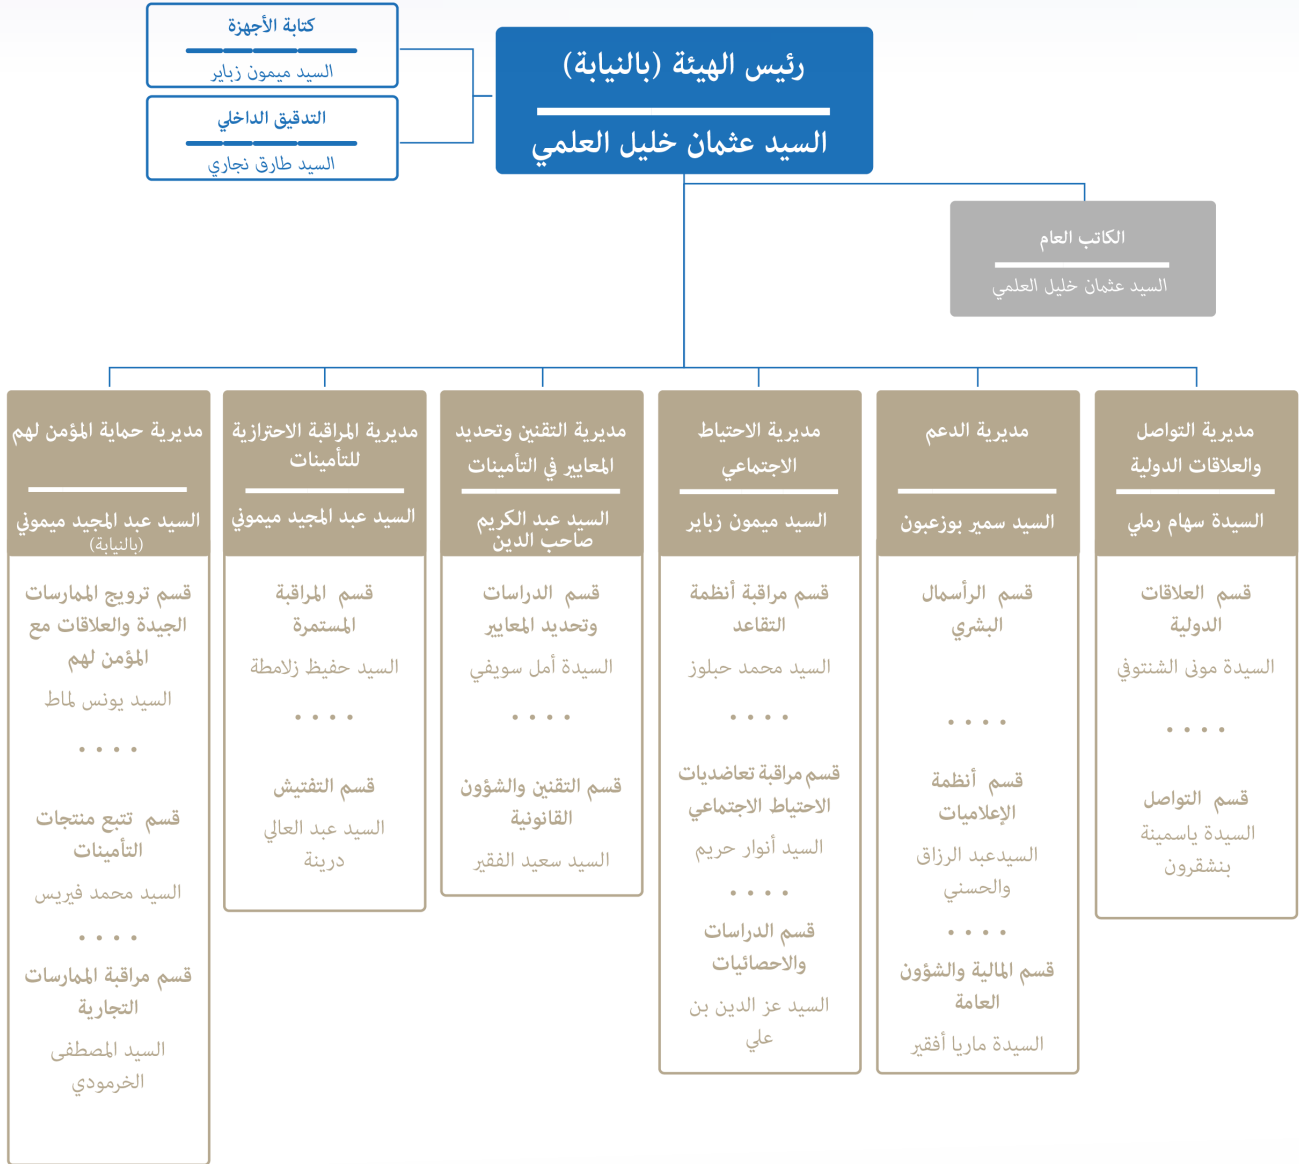 رئيس الهيئة (بالنيابة)
السيد عثمان خليل العلمي
كتابة الأجهزة
السيد ميمون زباير
التدقيق الداخلي
السيد طارق نجاري
الكاتب العام
السيد عثمان خليل العلمي
مديرية التواصل
والعلاقات الدولية
السيدة سهام رملي
قسم العلاقات
الدولية
السيدة مونى الشنتوفي
قسم التواصل
السيدة ياسمينة
بنشقرون
مديرية الدعم
السيد سمير بوزعبون
قسم الرأسمال
البشري
قسم أنظمة
الإعلاميات
السيدعبد الرزاق
والحسني
قسم المالية والشؤون
العامة
السيدة ماريا أفقير
مديرية الاحتياط
الاجتماعي
السيد ميمون زباير
قسم مراقبة أنظمة
التقاعد
السيد محمد حبلوز
قسم مراقبة تعاضديات
الاحتياط الاجتماعي
السيد أنوار حريم
قسم الدراسات
والاحصائيات
السيد عز الدين بن
علي
مديرية التقنين وتحديد
المعايير في التأمينات
السيد عبد الكريم
صاحب الدين
قسم الدراسات
وتحديد المعايير
السيدة أمل سويفي
قسم التقنين والشؤون
القانونية
السيد سعيد الفقير
مديرية المراقبة الاحترازية
للتأمينات
السيد عبد المجيد ميموني
قسم المراقبة
المستمرة
السيد حفيظ زلامطة
قسم التفتيش
السيد عبد العالي
درينة
مديرية حماية المؤمن لهم
السيد عبد المجيد ميموني
(بالنيابة)
قسم ترويج الممارسات
الجيدة والعلاقات مع
المؤمن لهم
السيد يونس لماط
قسم تتبع منتجات
التأمينات
السيد محمد فيريس
قسم مراقبة الممارسات
التجارية
السيد المصطفى
الخرمودي